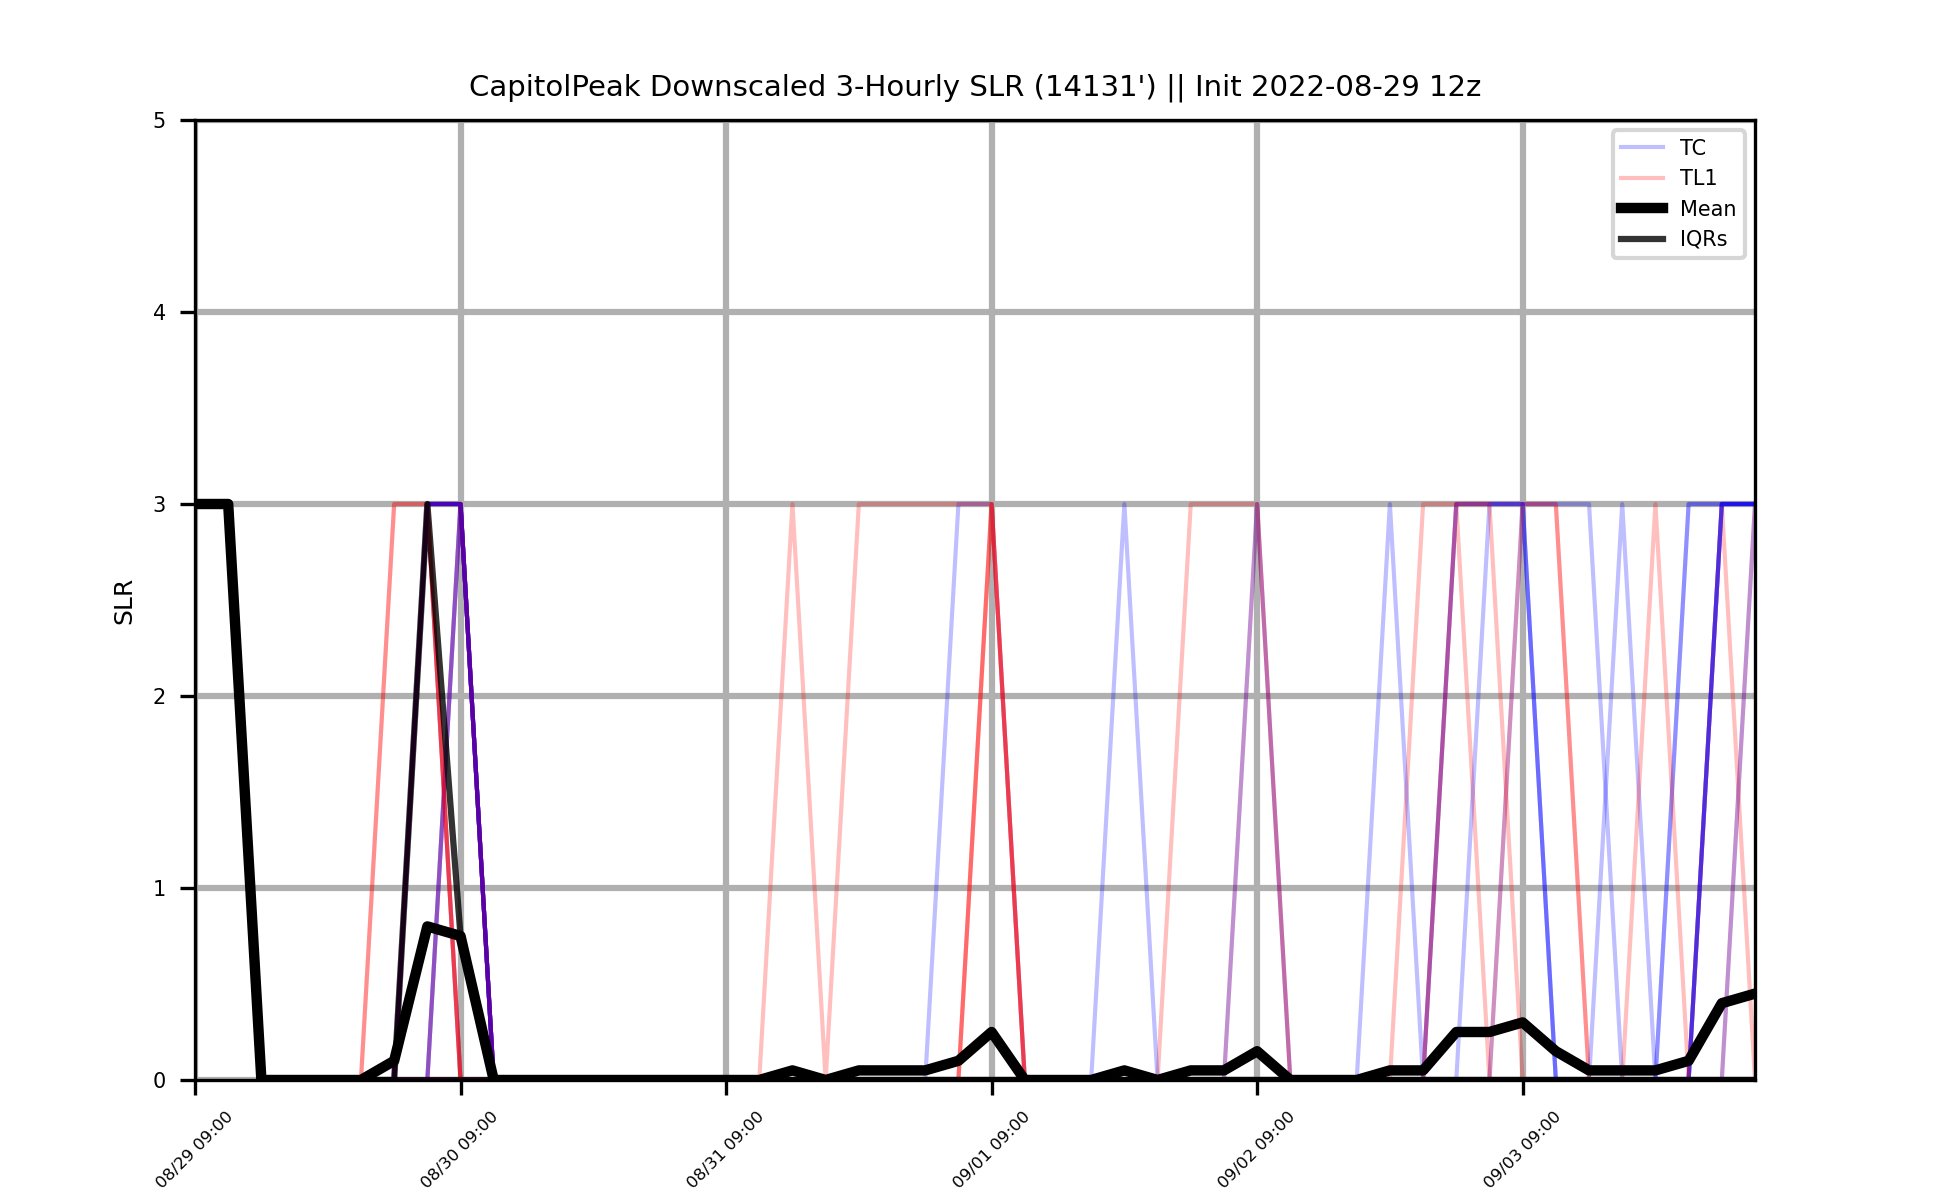 CapitolPeak Downscaled 3-Hourly SLR (14131') || Init 2022-08-29 12z
5
4
3
2
1
0
SLR
TC
TL1
Mean
IQRs
08/29 09:00
08/30 09:00
08/31 09:00
09/01 09:00
09/02 09:00
09/03 09:00